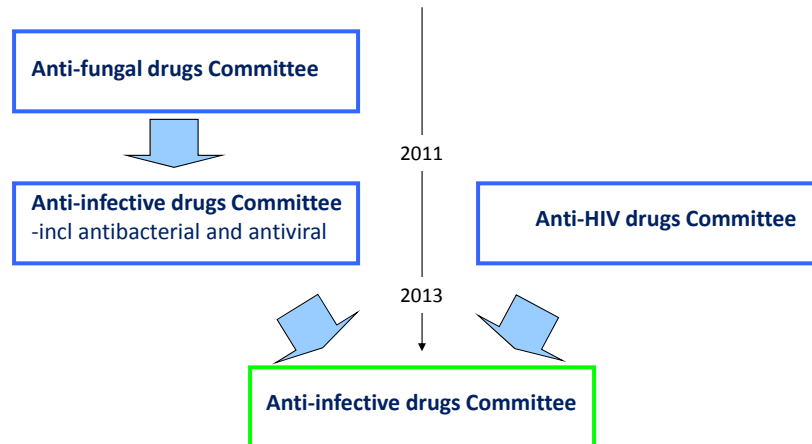 Anti-fungal drugs Committee
2011
Anti-infective drugs Committee
-incl antibacterial and antiviral
Anti-HIV drugs Committee
2013
Anti-infective drugs Committee